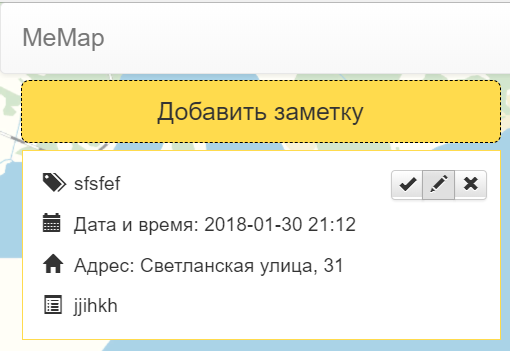 MeMap
Добавить заметку
sfsfef
Дата и время: 2018-01-30 21:12
Адрес: Светланская улица, 31
jjihkh